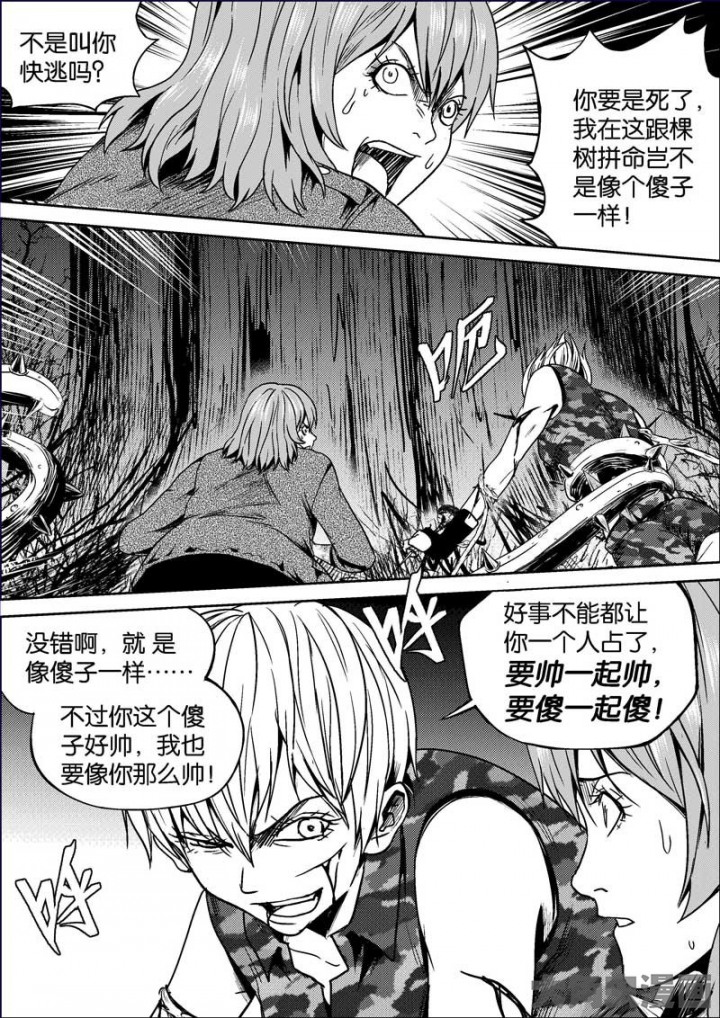 不是叫你
快逃吗？
你要是死了，
我在这跟棵
树拼命岂不
是像个傻子
一样！
呃
好事不能都让
你一个人占了，
要帅一起帅，
要傻一起傻！
没错啊，就是
像傻子一样……
不过你这个傻
子好帅，我也
要像你那么帅！